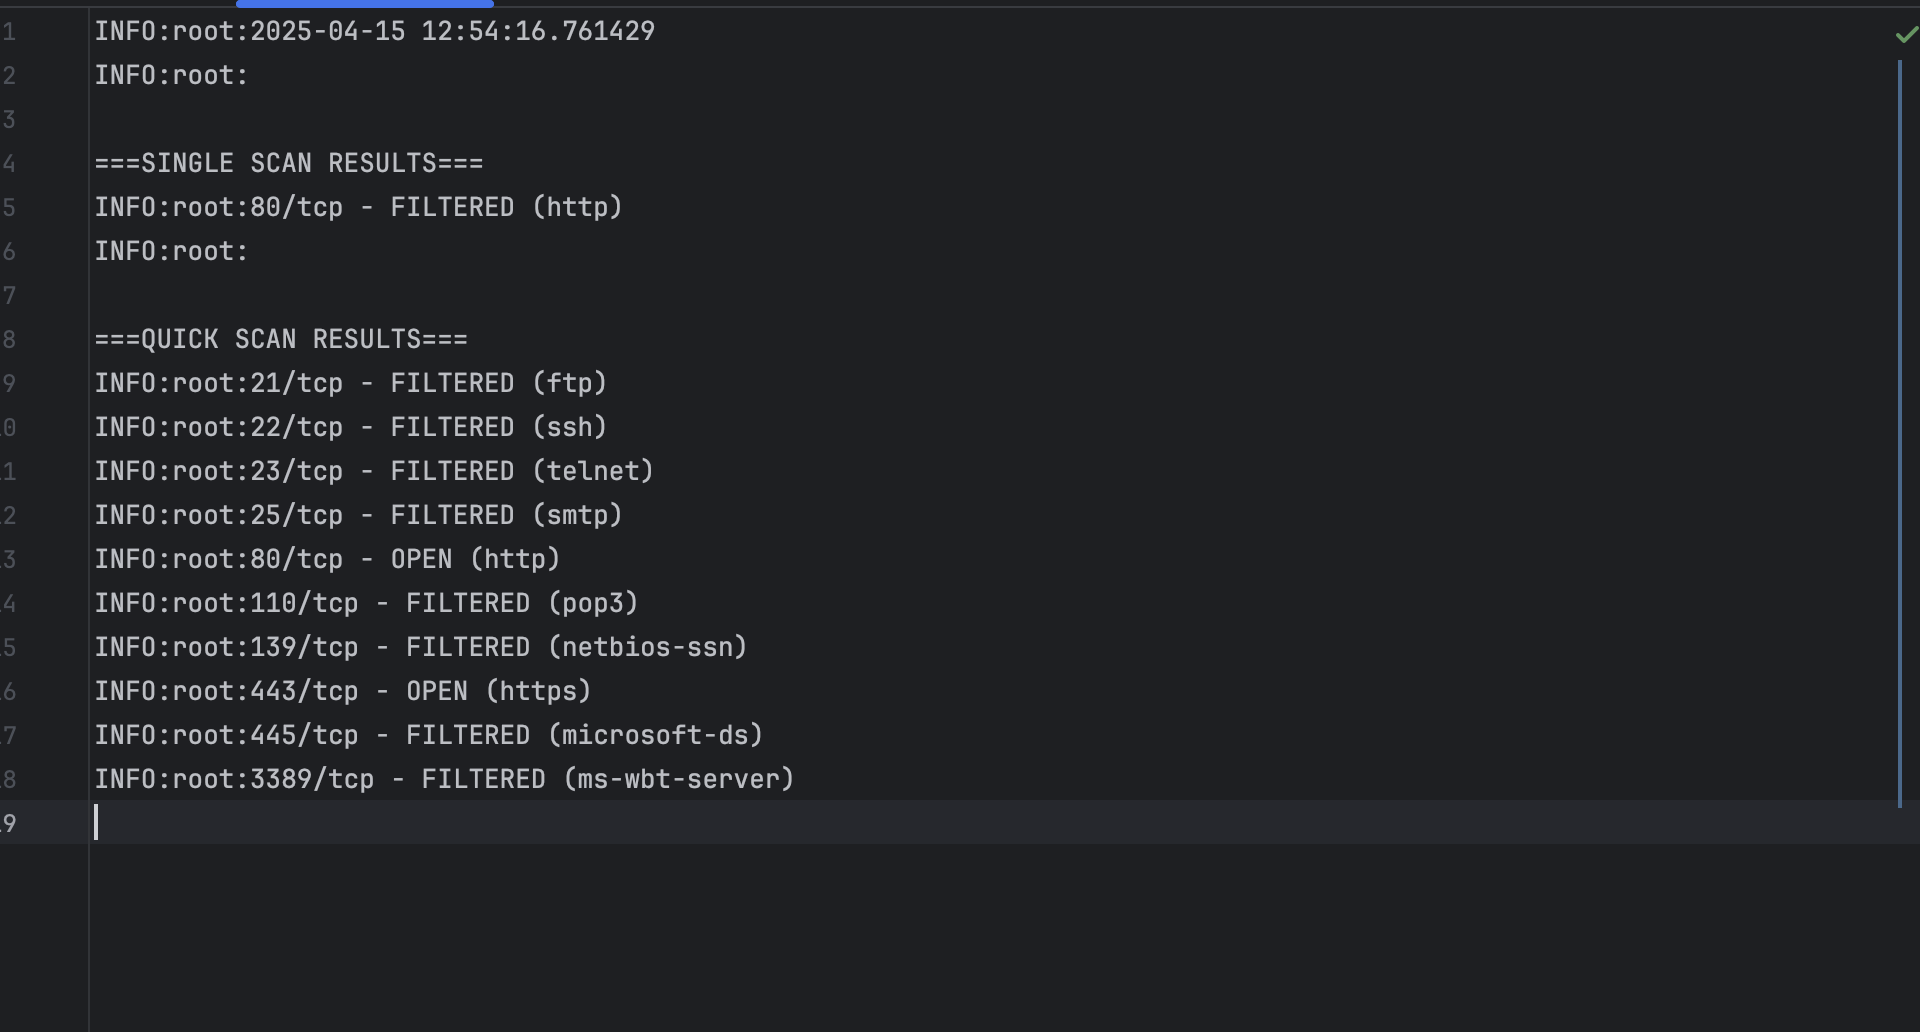 1 INFO:root:2025-04-15 12:54:16.761429
2 INFO:root:
3
4 ===SINGLE SCAN RESULTS===
5 INFO:root:80/tcp - FILTERED (http)
6 INFO:root:
7
8 ===QUICK SCAN RESULTS===
9 INFO:root:21/tcp - FILTERED (ftp)
0 INFO:root:22/tcp - FILTERED (ssh)
1 INFO:root:23/tcp - FILTERED (telnet)
2 INFO:root:25/tcp - FILTERED (smtp)
3 INFO:root:80/tcp - OPEN (http)
4 INFO:root:110/tcp - FILTERED (pop3)
5 INFO:root:139/tcp - FILTERED (netbios-ssn)
6 INFO:root:443/tcp - OPEN (https)
7 INFO:root:445/tcp - FILTERED (microsoft-ds)
8 INFO:root:3389/tcp - FILTERED (ms-wbt-server)
9